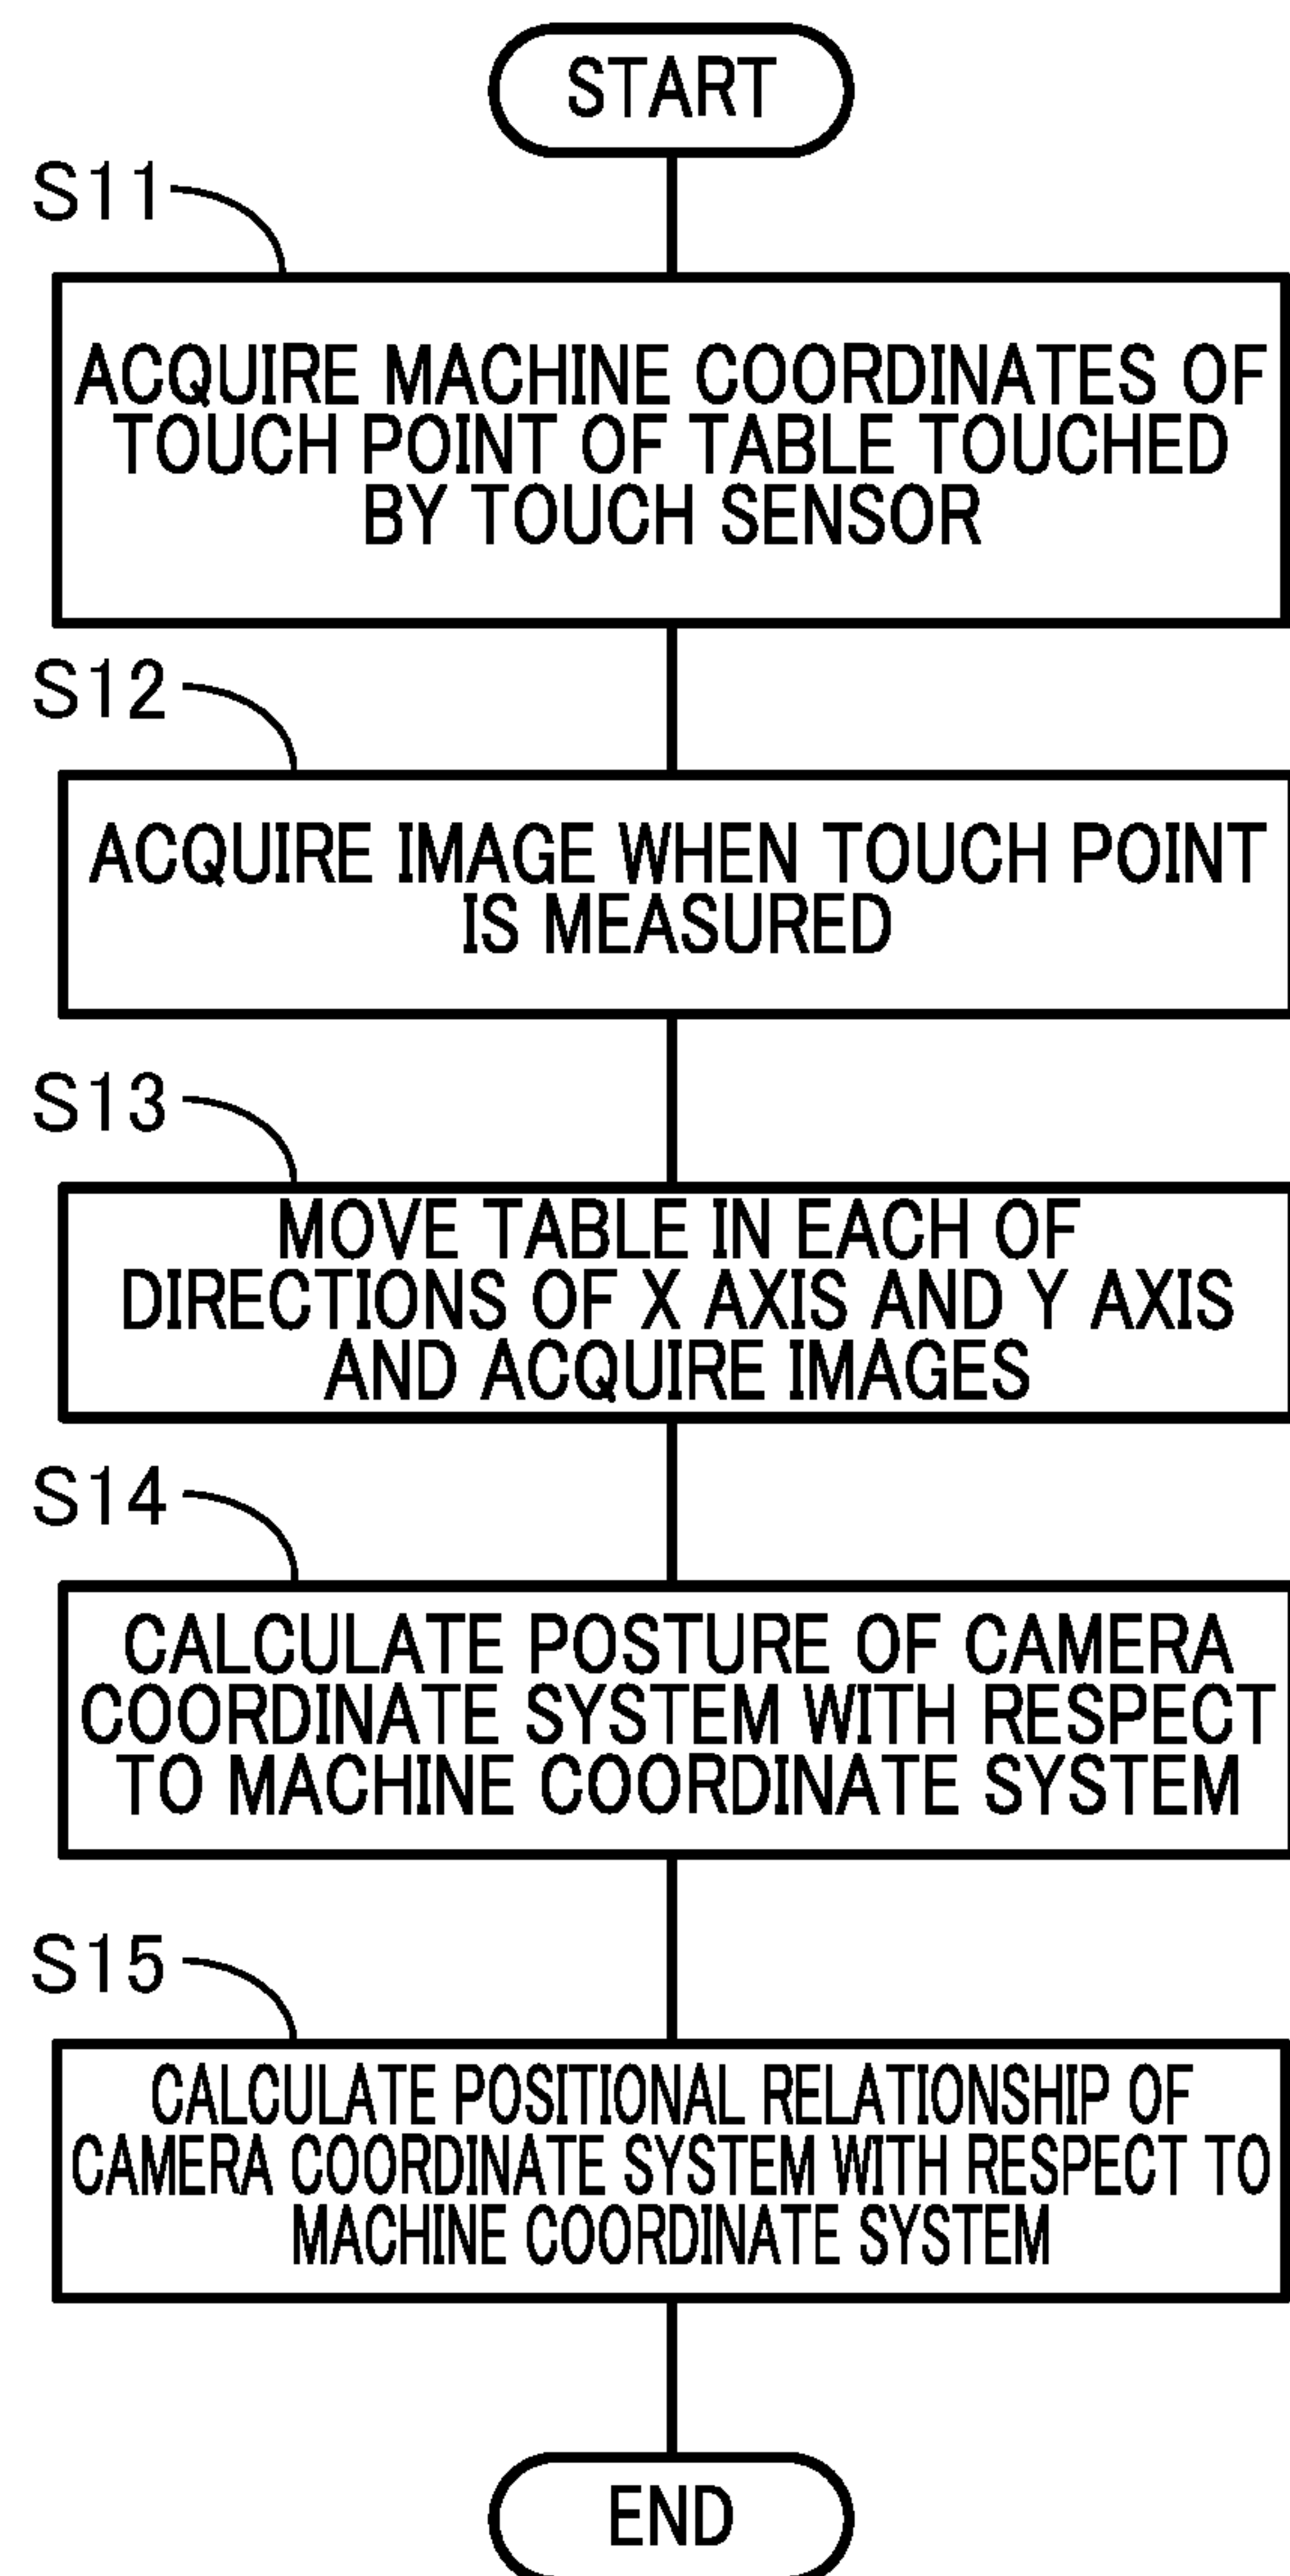 START
S11
ACQUIRE MACHINE COORDINATES OF
TOUCH POINT OF TABLE TOUCHED
BY TOUCH SENSOR
S12
ACQUIRE IMAGE WHEN TOUCH POINT
IS MEASURED
S13
MOVE TABLE IN EACH OF
DIRECTIONS OF X AXIS AND Y AXIS
AND ACQUIRE IMAGES
S14
CALCULATE POSTURE OF CAMERA
COORDINATE SYSTEM WITH RESPECT
TO MACHINE COORDINATE SYSTEM
S15
CALCULATE POSITIONAL RELATIONSHIP OF
CAMERA COORDINATE SYSTEM WITH RESPECT TO
MACHINE COORDINATE SYSTEM
END